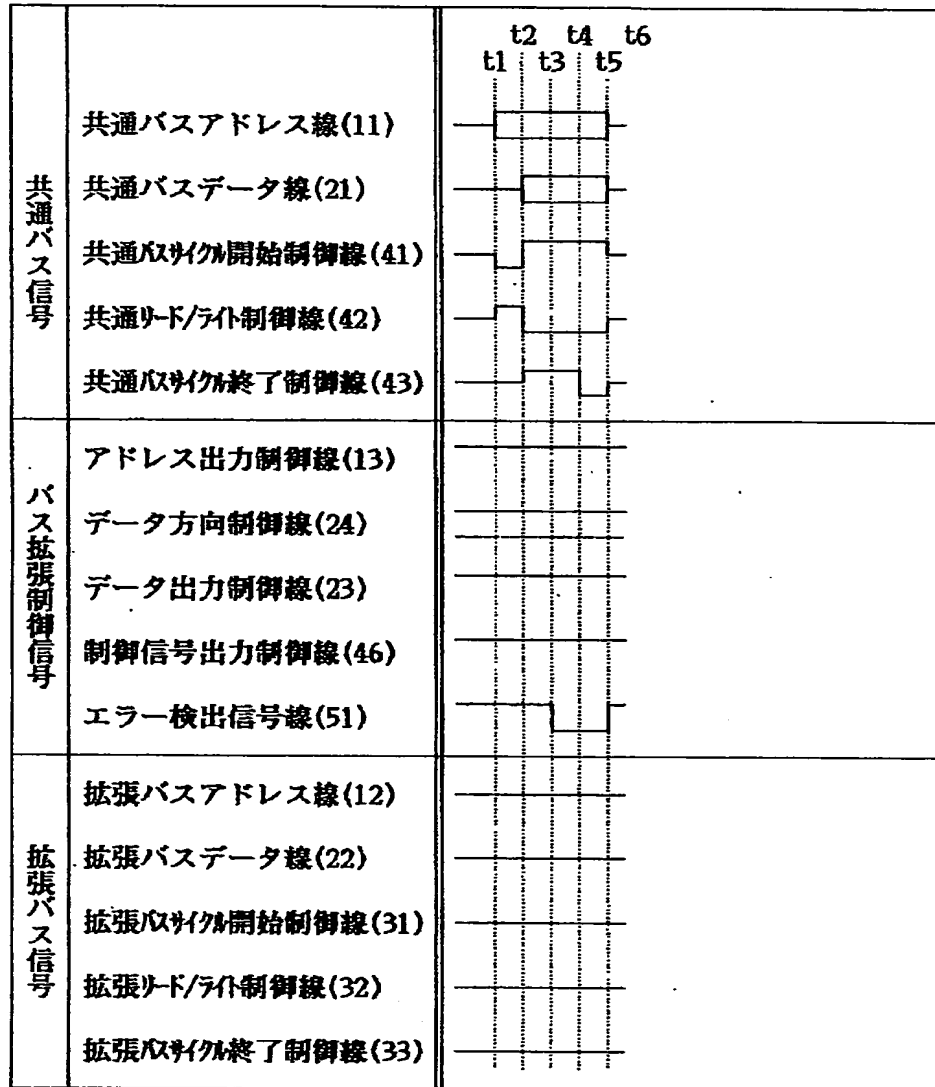 t2 t4 t6
t1 t3 t5
共通バス信号
共通バスアドレス線(11)
共通バスデータ線(21)
共通バスサイクル開始制御線(41)
共通リード/ライト制御線(42)
共通バスサイクル終了制御線(43)
バス拡張制御信号
アドレス出力制御線(13)
データ方向制御線(24)
データ出力制御線(23)
制御信号出力制御線(46)
エラー検出信号線(51)
拡張バス信号
拡張バスアドレス線(12)
拡張バスデータ線(22)
拡張バスサイクル開始制御線(31)
拡張リード/ライト制御線(32)
拡張バスサイクル終了制御線(33)